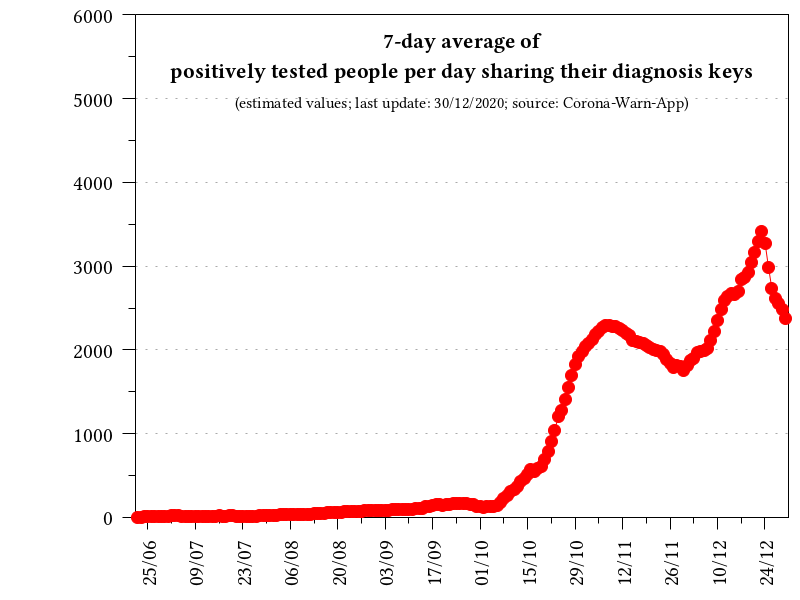 7-day average of
positively tested people per day sharing their diagnosis keys
(estimated values; last update: 30/12/2020; source: Corona-Warn-App)
6000
5000
4000
3000
2000
1000
0
25/06 09/07 23/07 06/08 20/08 03/09 17/09 01/10 15/10 29/10 12/11 26/11 10/12 24/12